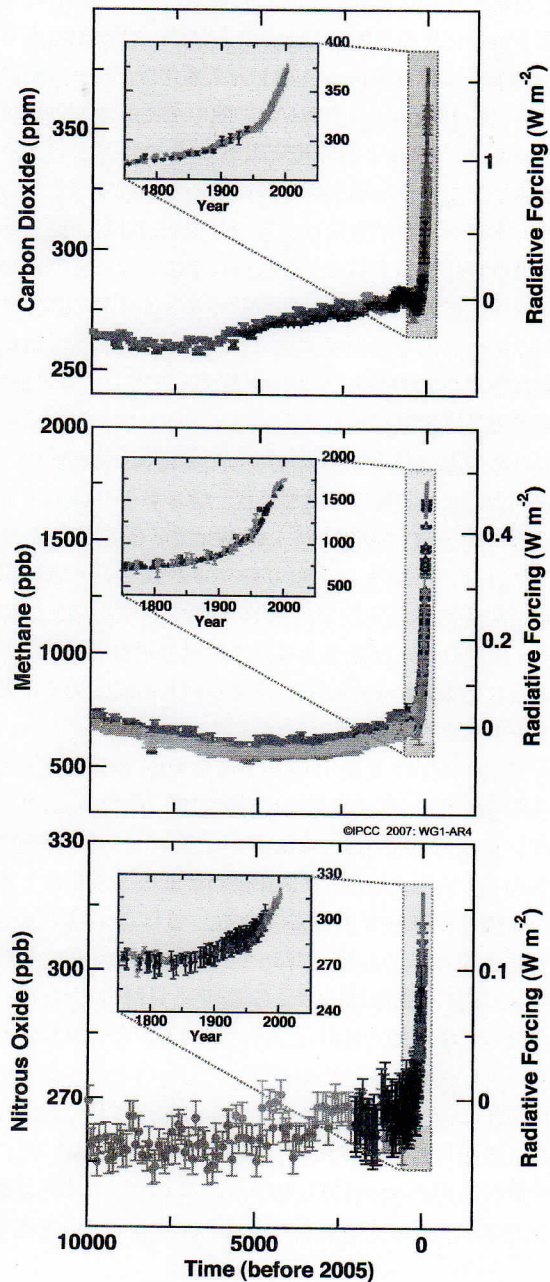 400
350
300
1800 1900 2000
Year
350
300
250
Carbon Dioxide (ppm)
1
0
Radiative Forcing (W m-2)
2000
1500
1000
500
Methane (ppb)
2000
1500
1000
500
1800 1900 2000
Year
0.4
0.2
0
Radiative Forcing (W m-2)
©IPCC 2007: WG1-AR4
330
300
270
Nitrous Oxide (ppb)
330
300
270
240
1800 1900 2000
Year
0.1
0
Radiative Forcing (W m-2)
10000 5000 0
Time (before 2005)